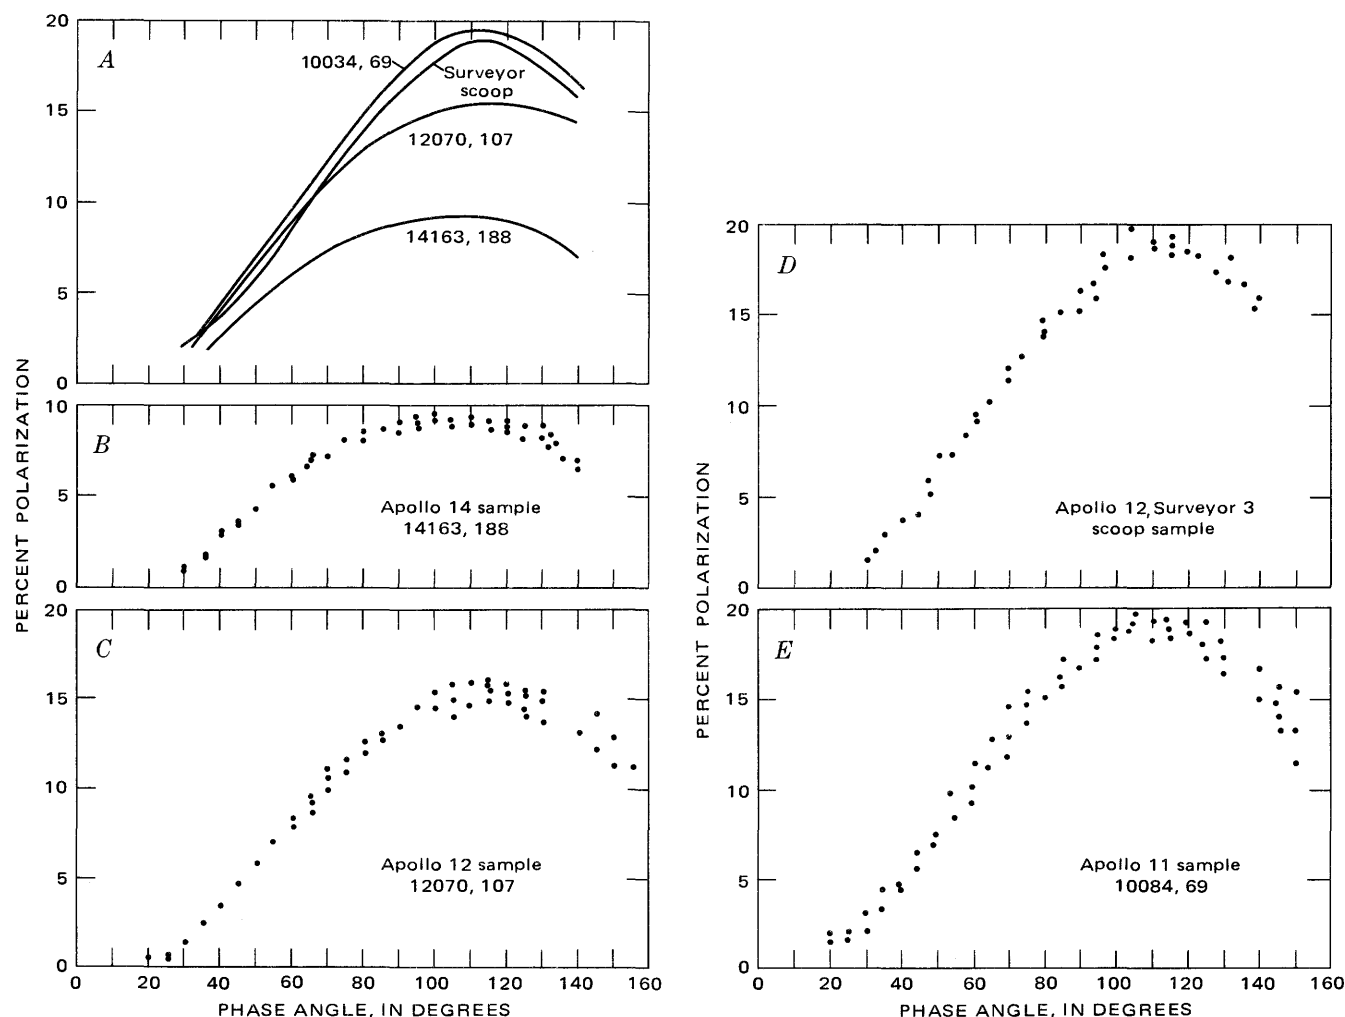 PERCENT POLARIZATION
A
20
15
10
5
0
10034, 69
Surveyor
scoop
12070, 107
14163, 188
B
10
5
0
Apollo 14 sample
14163, 188
C
20
15
10
5
0
Apollo 12 sample
12070, 107
0 20 40 60 80 100 120 140 160
PHASE ANGLE, IN DEGREES
PERCENT POLARIZATION
D
20
15
10
5
0
Apollo 12, Surveyor 3
scoop sample
E
20
15
10
5
0
Apollo 11 sample
10084, 69
0 20 40 60 80 100 120 140 160
PHASE ANGLE, IN DEGREES